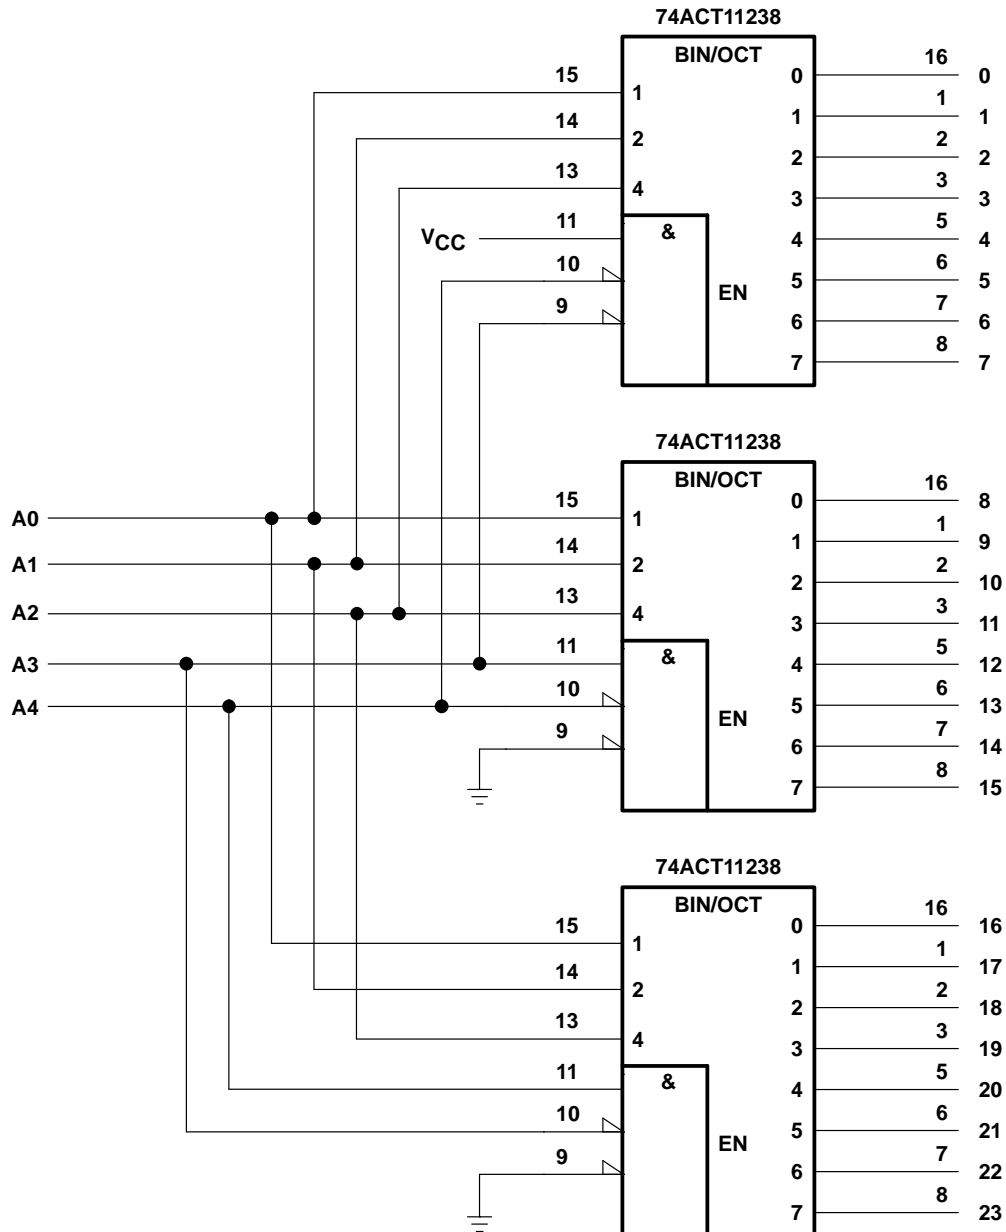 74ACT11238
BIN/OCT
15 1 0 16 0
14 2 1 1 1
13 4 2 2 2
3 3 3
VCC 11 & 4 5 4
10 5 6 5
EN
9 6 7 6
7 8 7
74ACT11238
BIN/OCT
A0 15 1 0 16 8
A1 14 2 1 1 9
A2 13 4 2 2 10
3 3 11
A3 11 & 4 5 12
A4 10 5 6 13
EN
9 6 7 14
7 8 15
74ACT11238
BIN/OCT
15 1 0 16 16
14 2 1 1 17
13 4 2 2 18
3 3 19
11 & 4 5 20
10 5 6 21
EN
9 6 7 22
7 8 23